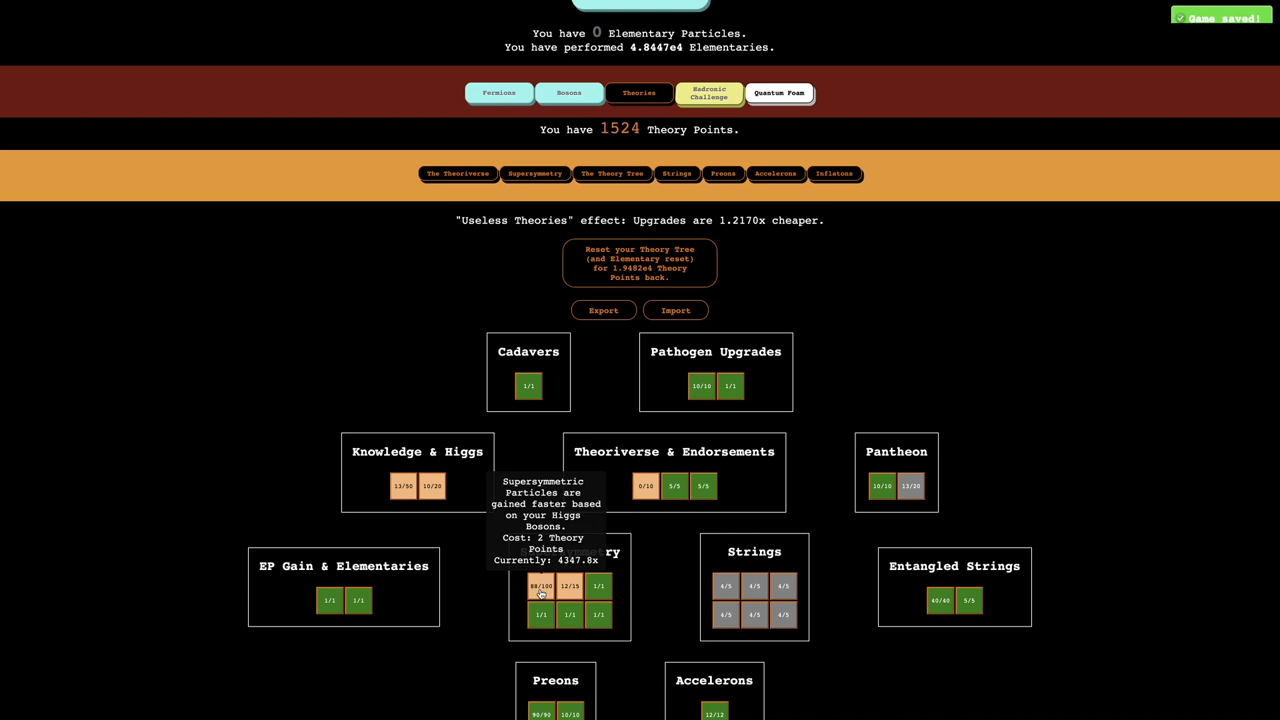 Game saved!
You have 0 Elementary Particles.
You have performed 4.8447e4 Elementaries.
Fermions
Bosons
Theories
Hadronic
Challenge
Quantum Foam
You have 1524 Theory Points.
The Theoriverse
Supersymmetry
The Theory Tree
Strings
Preons
Accelerons
Inflatons
"Useless Theories" effect: Upgrades are 1.2170x cheaper.
Reset your Theory Tree
(and Elementary reset)
for 1.9482e4 Theory
Points back.
Export
Import
Cadavers
1/1
Pathogen Upgrades
10/10 1/1
Knowledge & Higgs
13/50 10/20
Theoriverse & Endorsements
0/10 5/5 5/5
Pantheon
10/10 13/20
Supersymmetric
Particles are
gained faster based
on your Higgs
Bosons.
Cost: 2 Theory
Points
Currently: 4347.8x
EP Gain & Elementaries
1/1 1/1
88/100 12/15 1/1
1/1 1/1 1/1
Strings
4/5 4/5 4/5
4/5 4/5 4/5
Entangled Strings
40/40 5/5
Preons
90/90 10/10
Accelerons
12/12